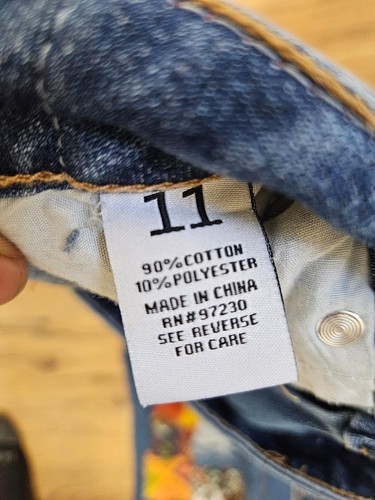 11
90%COTTON
10%POLYESTER
MADE IN CHINA
RN#97230
SEE REVERSE
FOR CARE